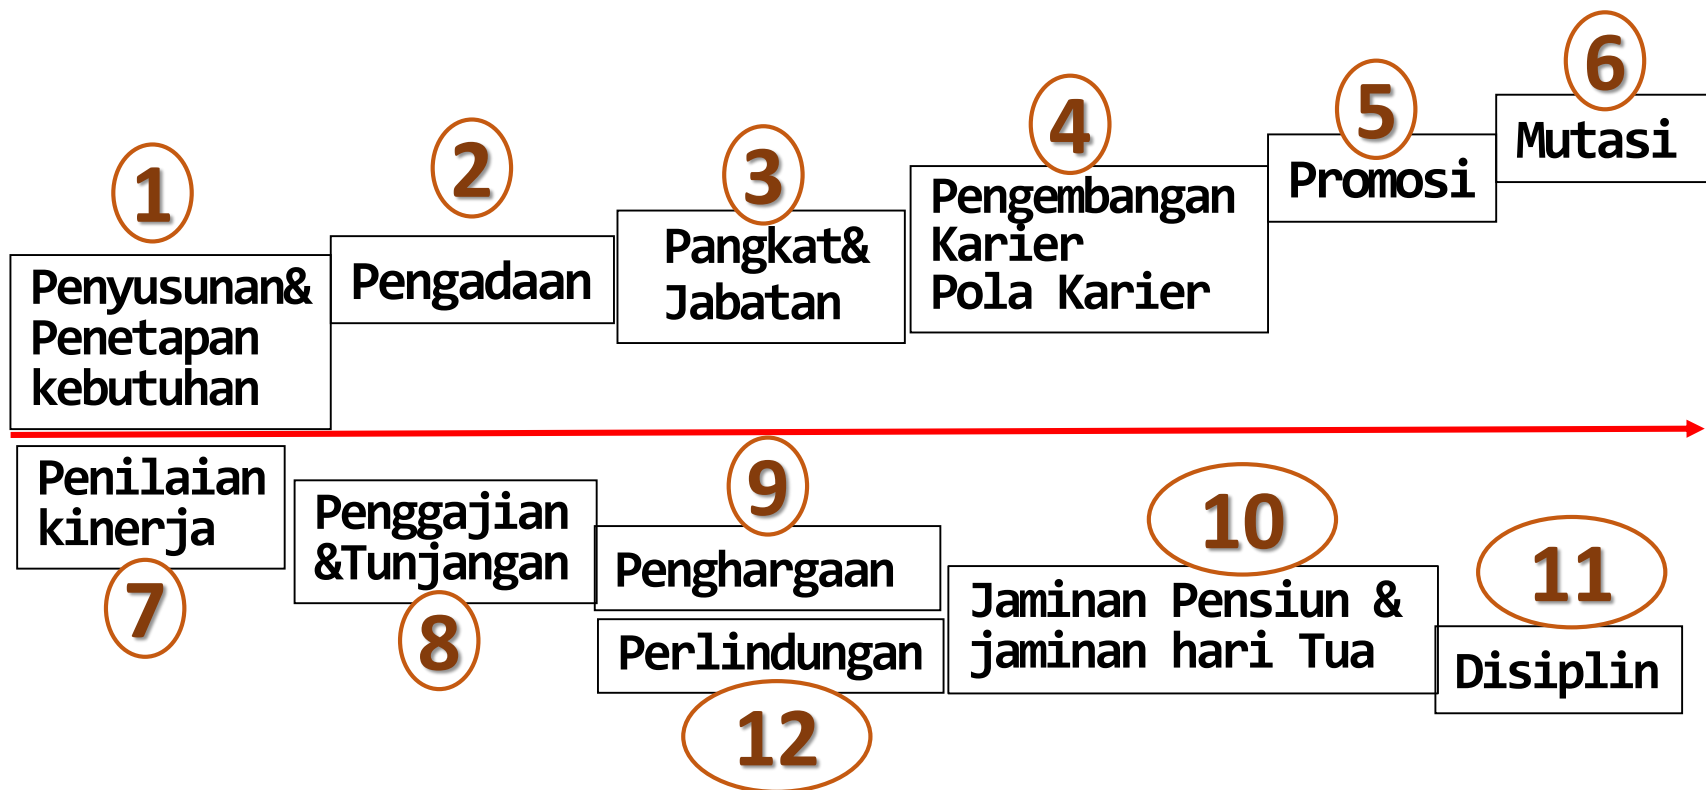 1
Penyusunan&
Penetapan
kebutuhan
2
Pengadaan
3
Pangkat&
Jabatan
4
Pengembangan
Karier
Pola Karier
5
Promosi
6
Mutasi
Penilaian
kinerja
7
Penggajian
&Tunjangan
8
9
Penghargaan
Perlindungan
12
10
Jaminan Pensiun &
jaminan hari Tua
11
Disiplin